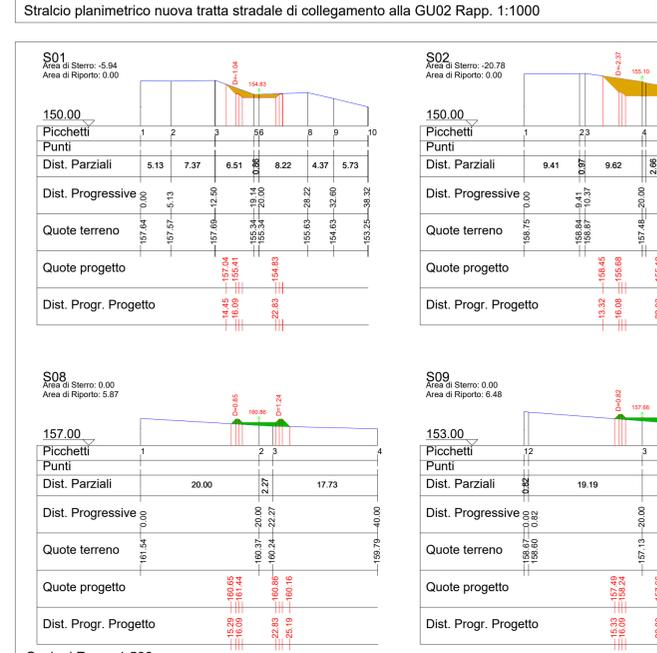 Stralcio planimetrico nuova tratta stradale di collegamento alla GU02 Rapp. 1:1000
S01
Area di Sterro: -5.94
Area di Riporto: 0.00
D=-1.04
154.83
150.00
Picchetti 1 2 3 5 6 8 9 10
Punti
Dist. Parziali 5.13 7.37 6.51 0.86 8.22 4.37 5.73
Dist. Progressive 0.00 5.13 12.50 19.14 20.00 28.22 32.60 38.32
Quote terreno 157.64 157.57 157.69 155.34 155.34 155.63 154.63 153.25
Quote progetto 157.04 155.41 154.83
Dist. Progr. Progetto 14.45 16.09 22.83
S02
Area di Sterro: -20.78
Area di Riporto: 0.00
D=-2.37
155.10
150.00
Picchetti 1 2 3 4
Punti
Dist. Parziali 9.41 0.97 9.62 2.66
Dist. Progressive 0.00 9.41 10.37 20.00
Quote terreno 158.75 158.84 158.87 157.48
Quote progetto 158.45 155.68
Dist. Progr. Progetto 13.32 16.08
S08
Area di Sterro: 0.00
Area di Riporto: 5.87
D=0.85
160.86
D=1.24
157.00
Picchetti 1 2 3 4
Punti
Dist. Parziali 20.00 2.27 17.73
Dist. Progressive 0.00 20.00 22.27 40.00
Quote terreno 161.54 160.37 160.24 159.79
Quote progetto 160.65 161.44 160.86 160.16
Dist. Progr. Progetto 15.29 16.09 22.83 25.19
S09
Area di Sterro: 0.00
Area di Riporto: 6.48
D=0.82
157.66
153.00
Picchetti 1 2 3
Punti
Dist. Parziali 0.82 19.19
Dist. Progressive 0.00 0.82 20.00
Quote terreno 158.67 158.60 157.13
Quote progetto 157.49 158.24
Dist. Progr. Progetto 15.33 16.09